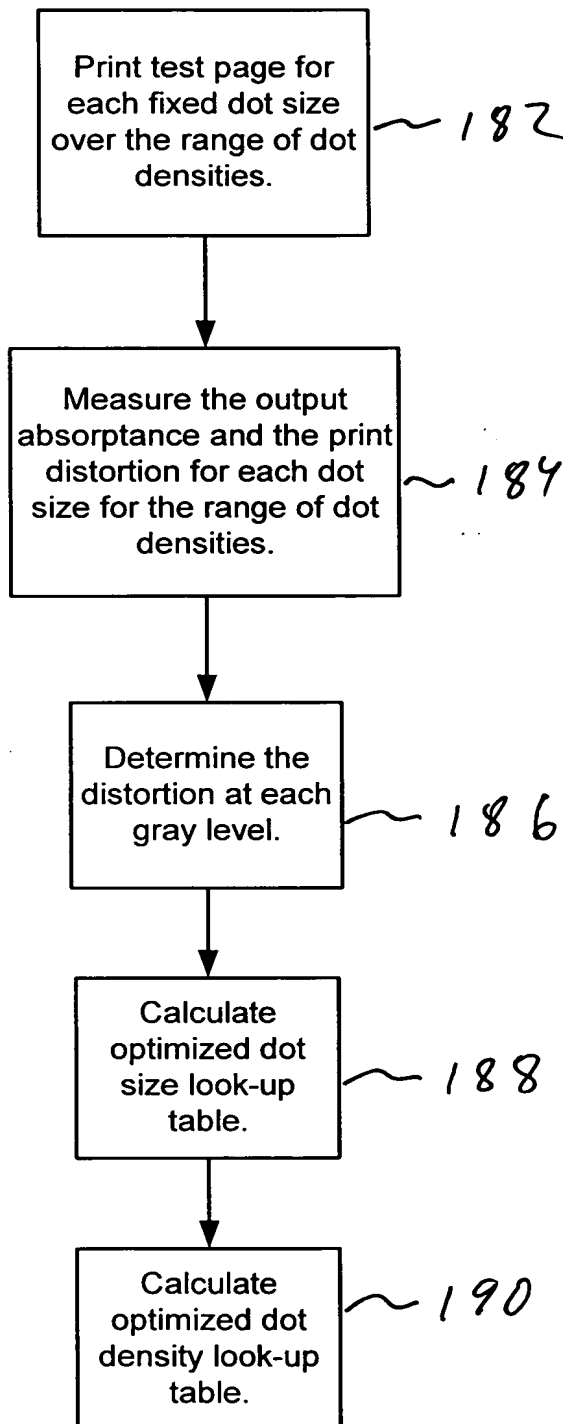 Print test page for
each fixed dot size
over the range of dot
densities.
182
Measure the output
absorptance and the print
distortion for each dot
size for the range of dot
densities.
184
Determine the
distortion at each
gray level.
186
Calculate
optimized dot
size look-up
table.
188
Calculate
optimized dot
density look-up
table.
190